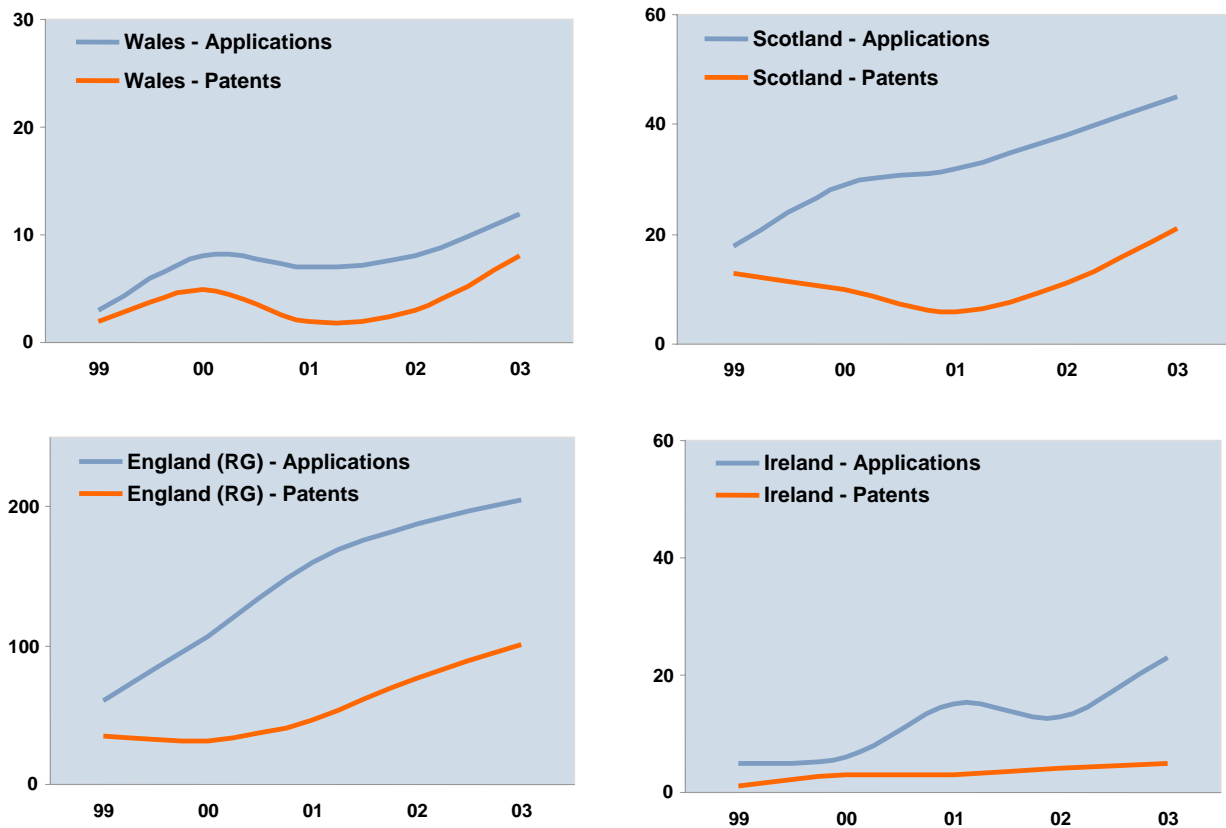 30
Wales - Applications
Wales - Patents
20
10
0
99 00 01 02 03
60
Scotland - Applications
Scotland - Patents
40
20
0
99 00 01 02 03
England (RG) - Applications
England (RG) - Patents
200
100
0
99 00 01 02 03
60
Ireland - Applications
Ireland - Patents
40
20
0
99 00 01 02 03